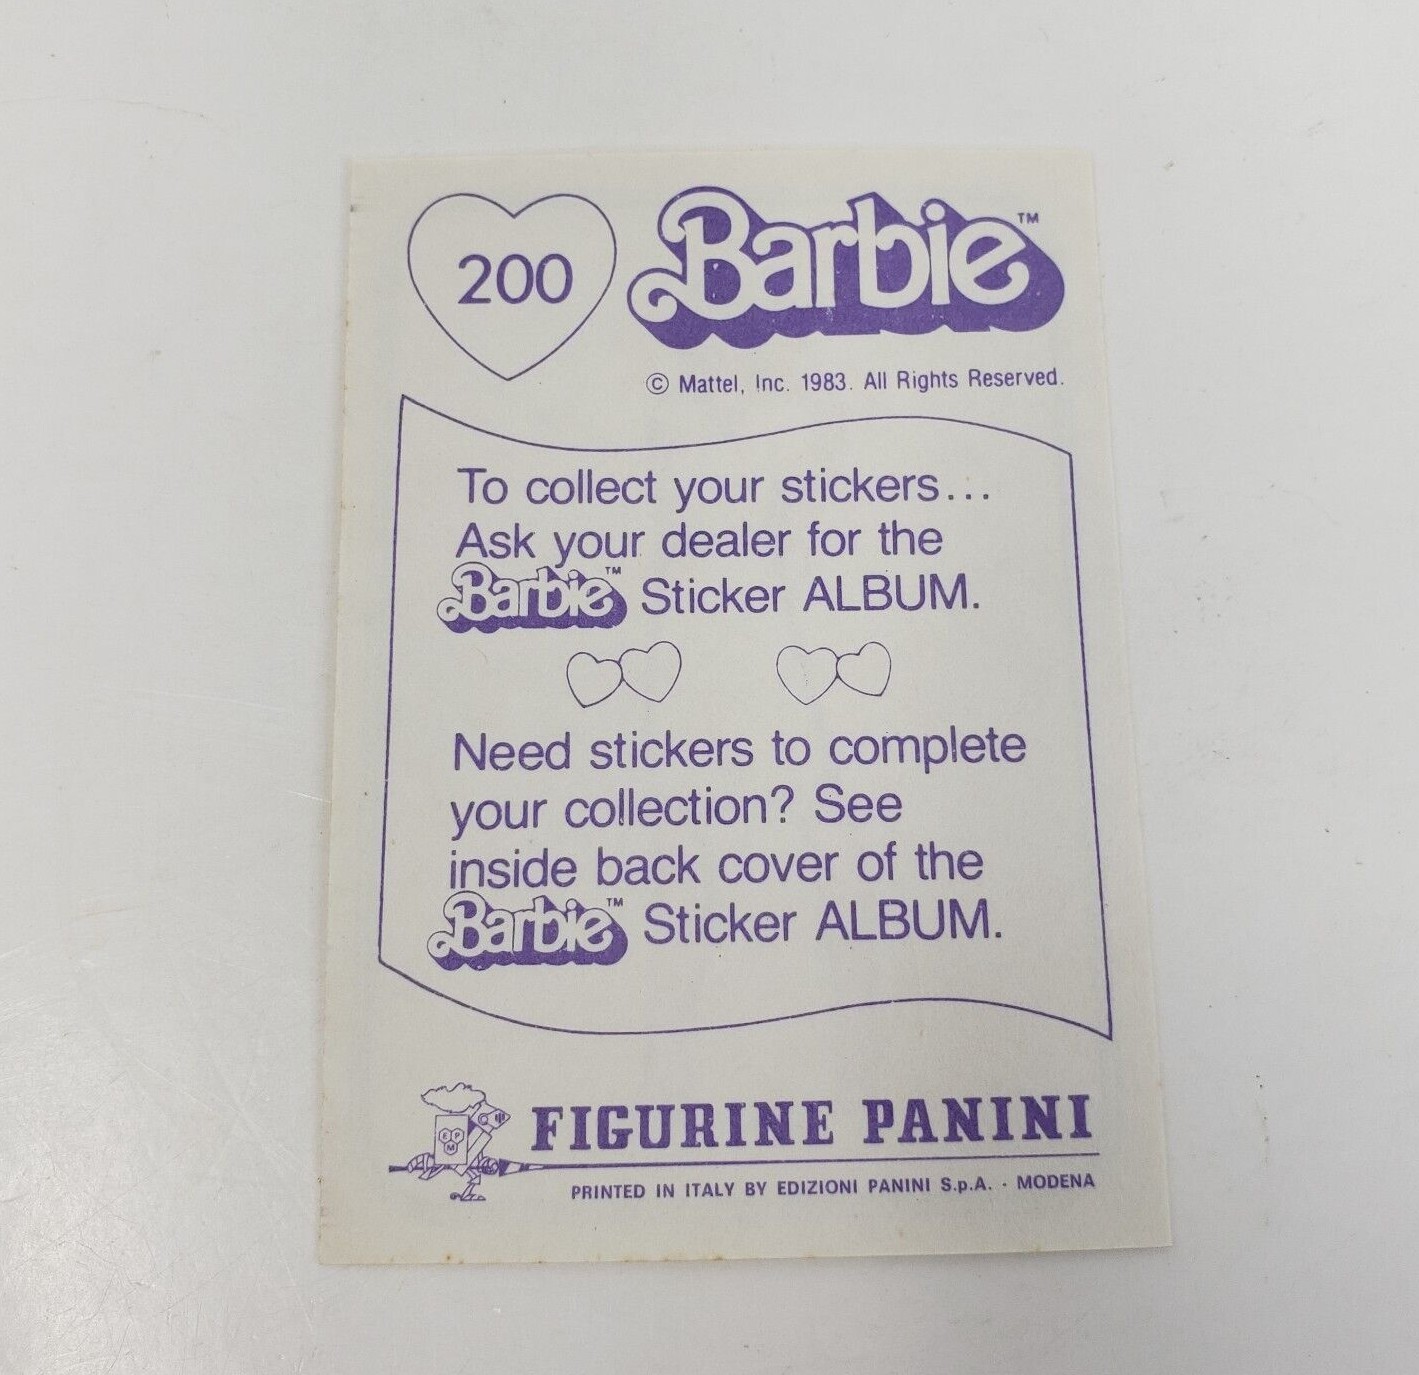 200
Barbie™
© Mattel, Inc. 1983. All Rights Reserved.
To collect your stickers...
Ask your dealer for the
Barbie™ Sticker ALBUM.
Need stickers to complete
your collection? See
inside back cover of the
Barbie™ Sticker ALBUM.
E P
M
FIGURINE PANINI
PRINTED IN ITALY BY EDIZIONI PANINI S.p.A. · MODENA